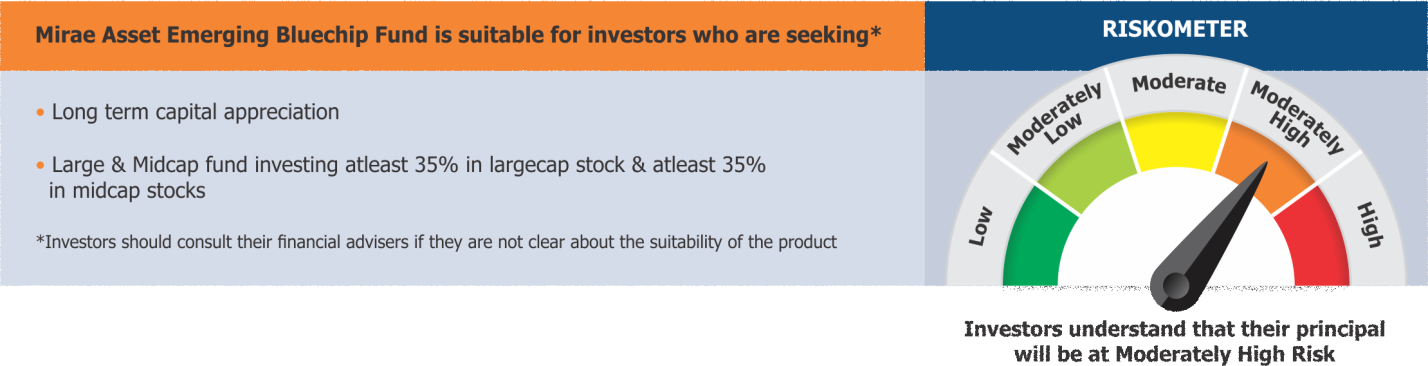 Mirae Asset Emerging Bluechip Fund is suitable for investors who are seeking*
• Long term capital appreciation
• Large & Midcap fund investing atleast 35% in largecap stock & atleast 35%
in midcap stocks
*Investors should consult their financial advisers if they are not clear about the suitability of the product
RISKOMETER
Low
Moderately
Low
Moderate
Moderately
High
High
Investors understand that their principal
will be at Moderately High Risk